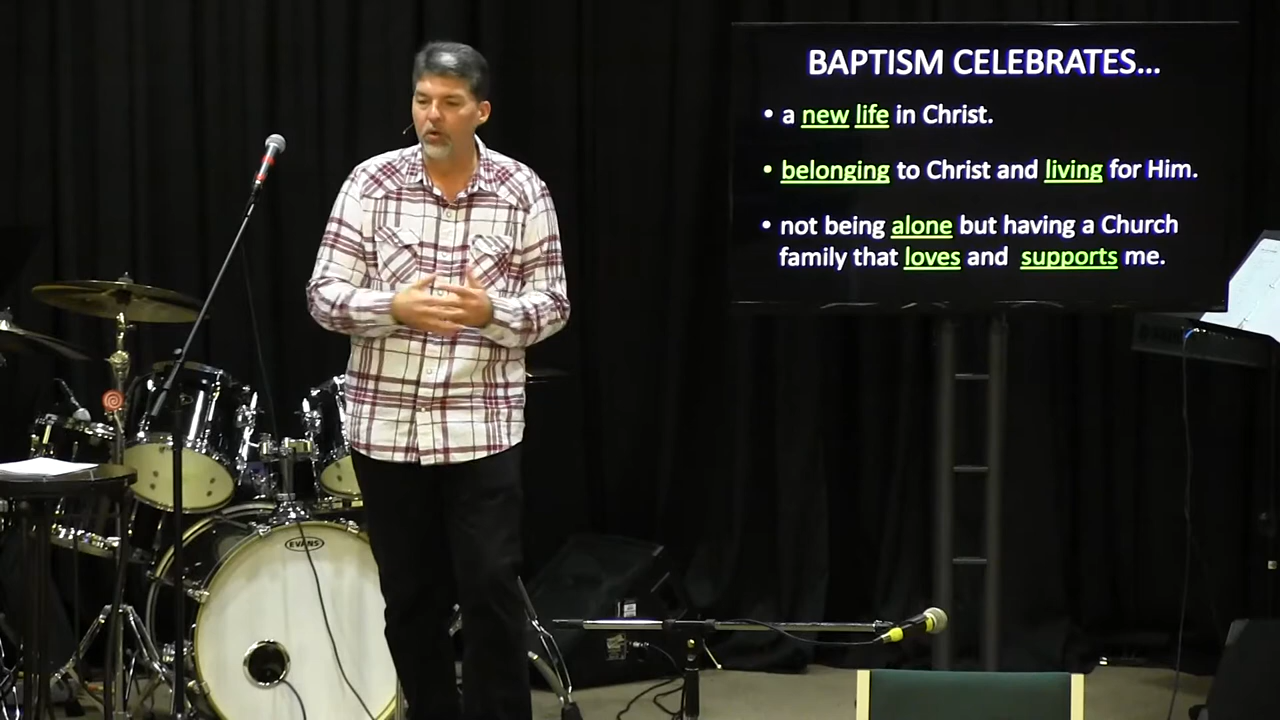 BAPTISM CELEBRATES...
• a new life in Christ.
• belonging to Christ and living for Him.
• not being alone but having a Church
family that loves and supports me.
EVANS